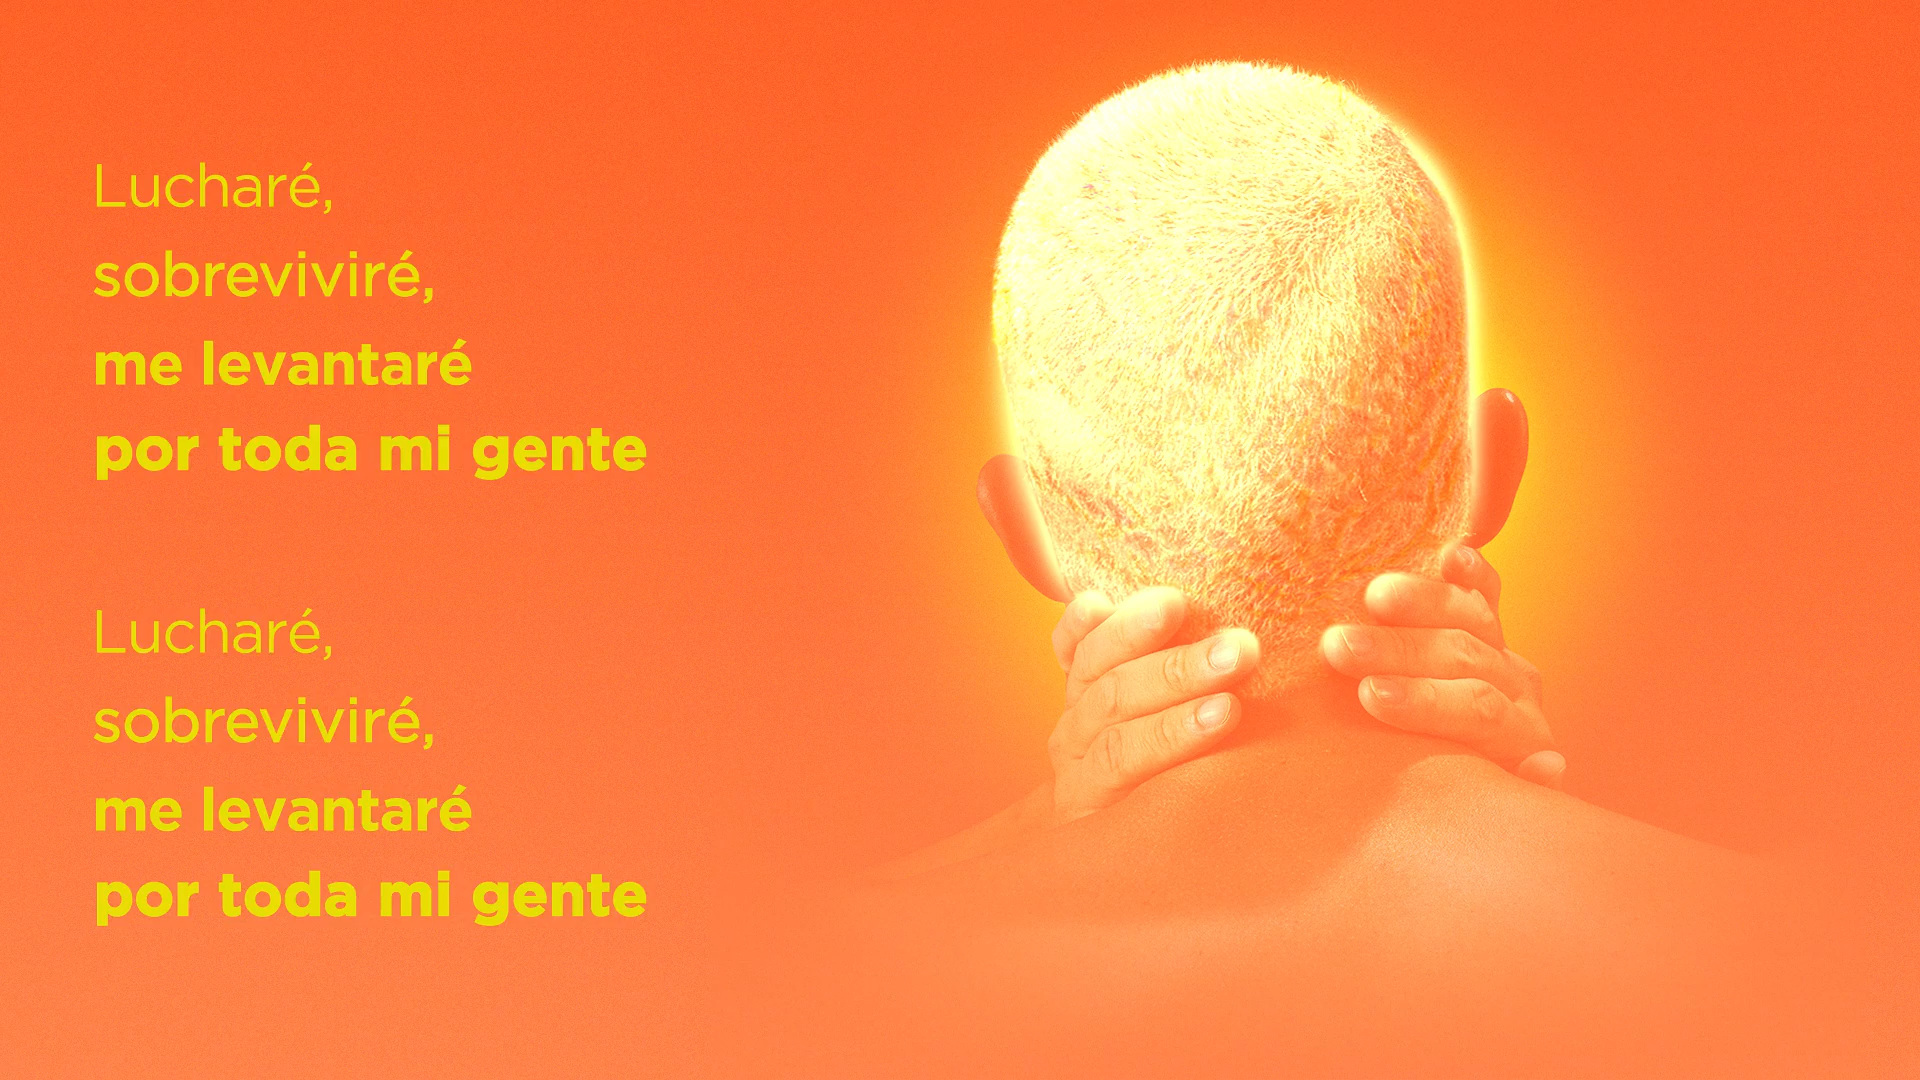 Lucharé,
sobreviviré,
me levantaré
por toda mi gente
Lucharé,
sobreviviré,
me levantaré
por toda mi gente